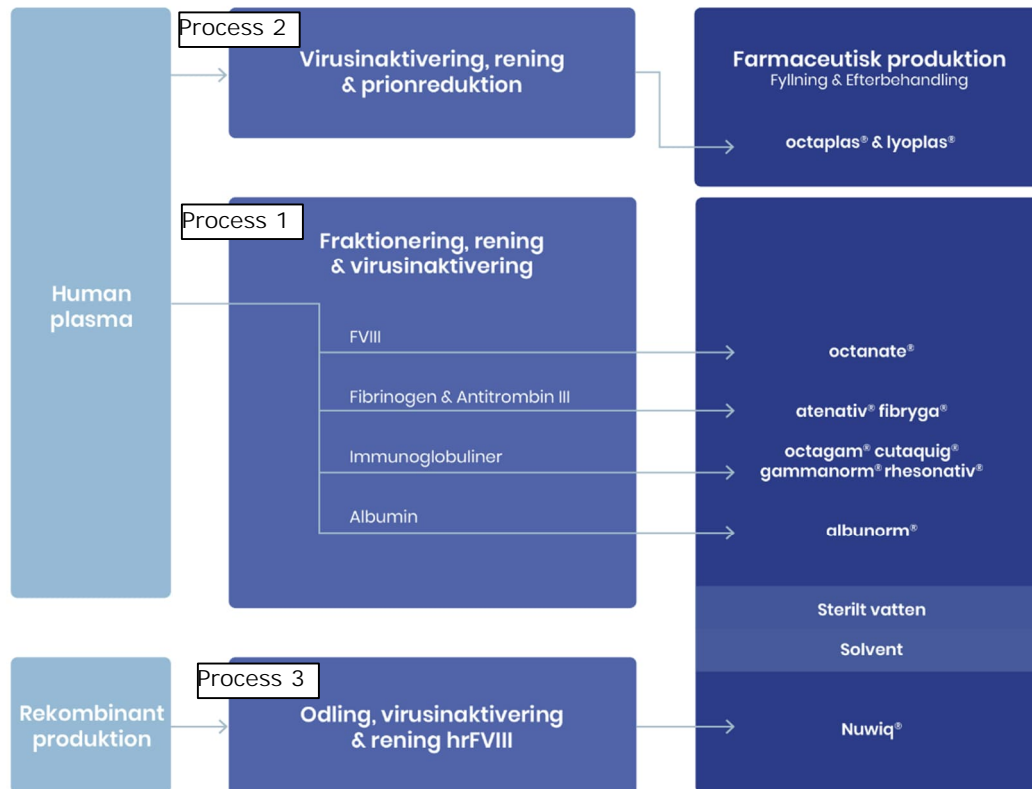 Process 2
Virusinaktivering, rening
& prionreduktion
Farmaceutisk produktion
Fyllning & Efterbehandling
octaplas® & lyoplas®
Human
plasma
Process 1
Fraktionering, rening
& virusinaktivering
FVIII
octanate®
Fibrinogen & Antitrombin III
atenativ® fibryga®
Immunoglobuliner
octagam® cutaquig®
gammanorm® rhesonativ®
Albumin
albunorm®
Sterilt vatten
Solvent
Rekombinant
produktion
Process 3
Odling, virusinaktivering
& rening hrFVIII
Nuwiq®